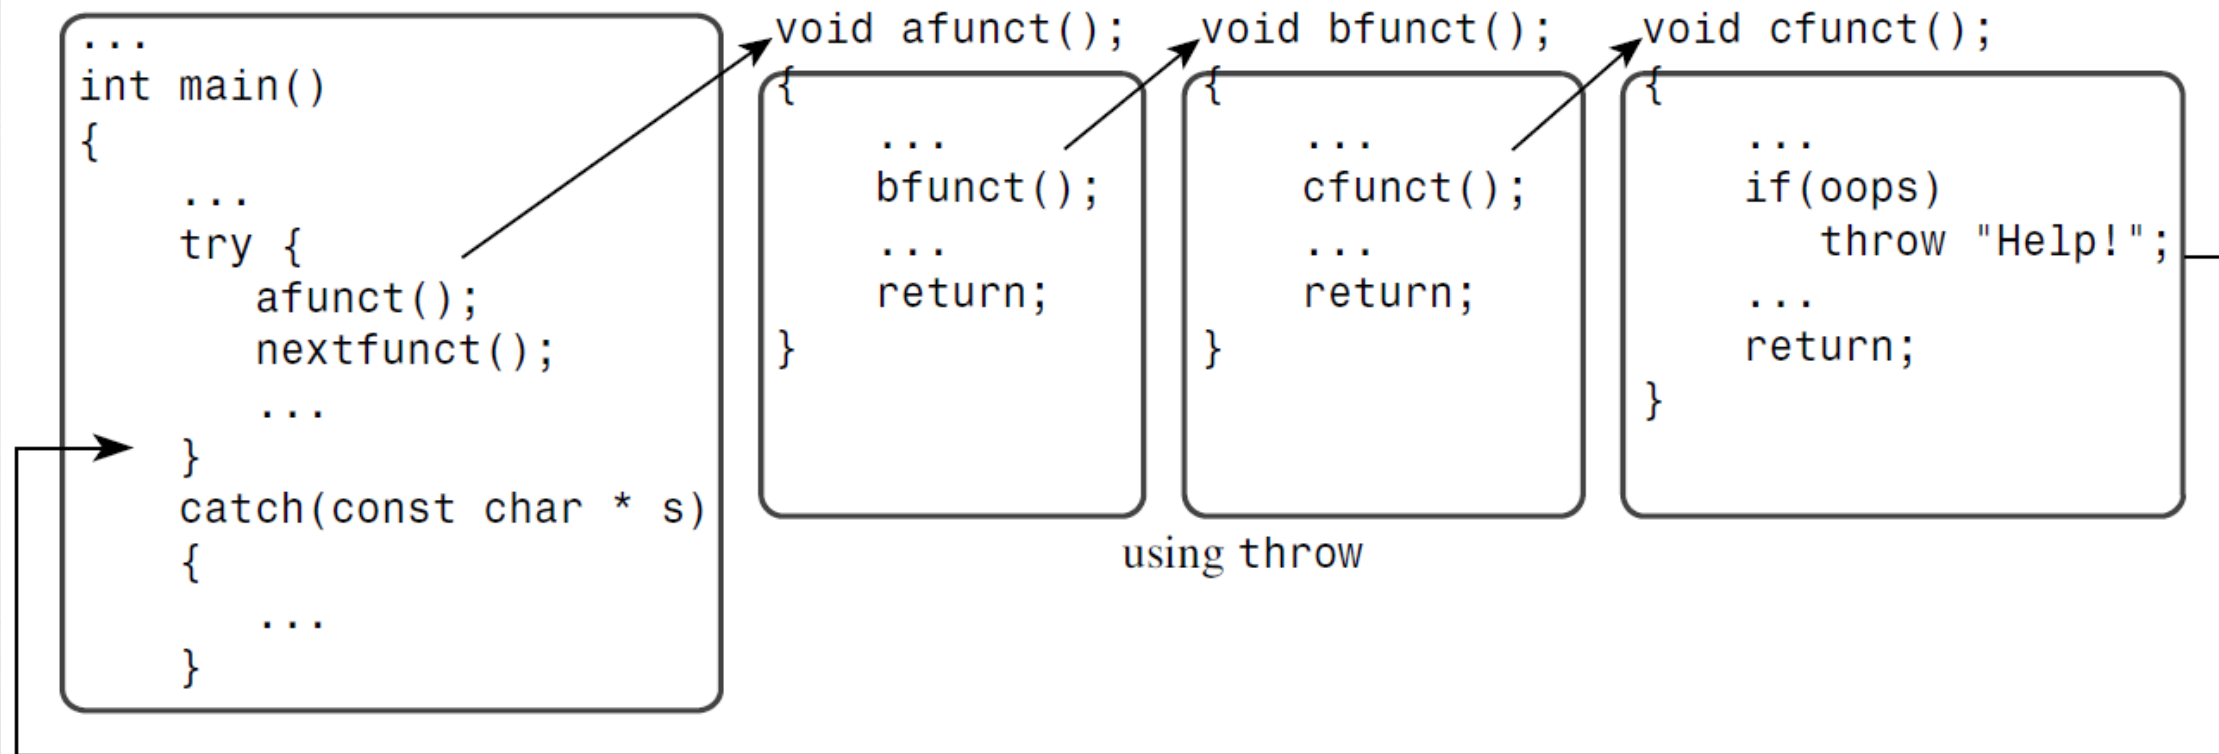 ...
int main()
{
...
try {
afunct();
nextfunct();
...
}
catch(const char * s)
{
...
}
void afunct();
{
...
bfunct();
...
return;
}
void bfunct();
{
...
cfunct();
...
return;
}
void cfunct();
{
...
if(oops)
throw "Help!";
...
return;
}
using throw